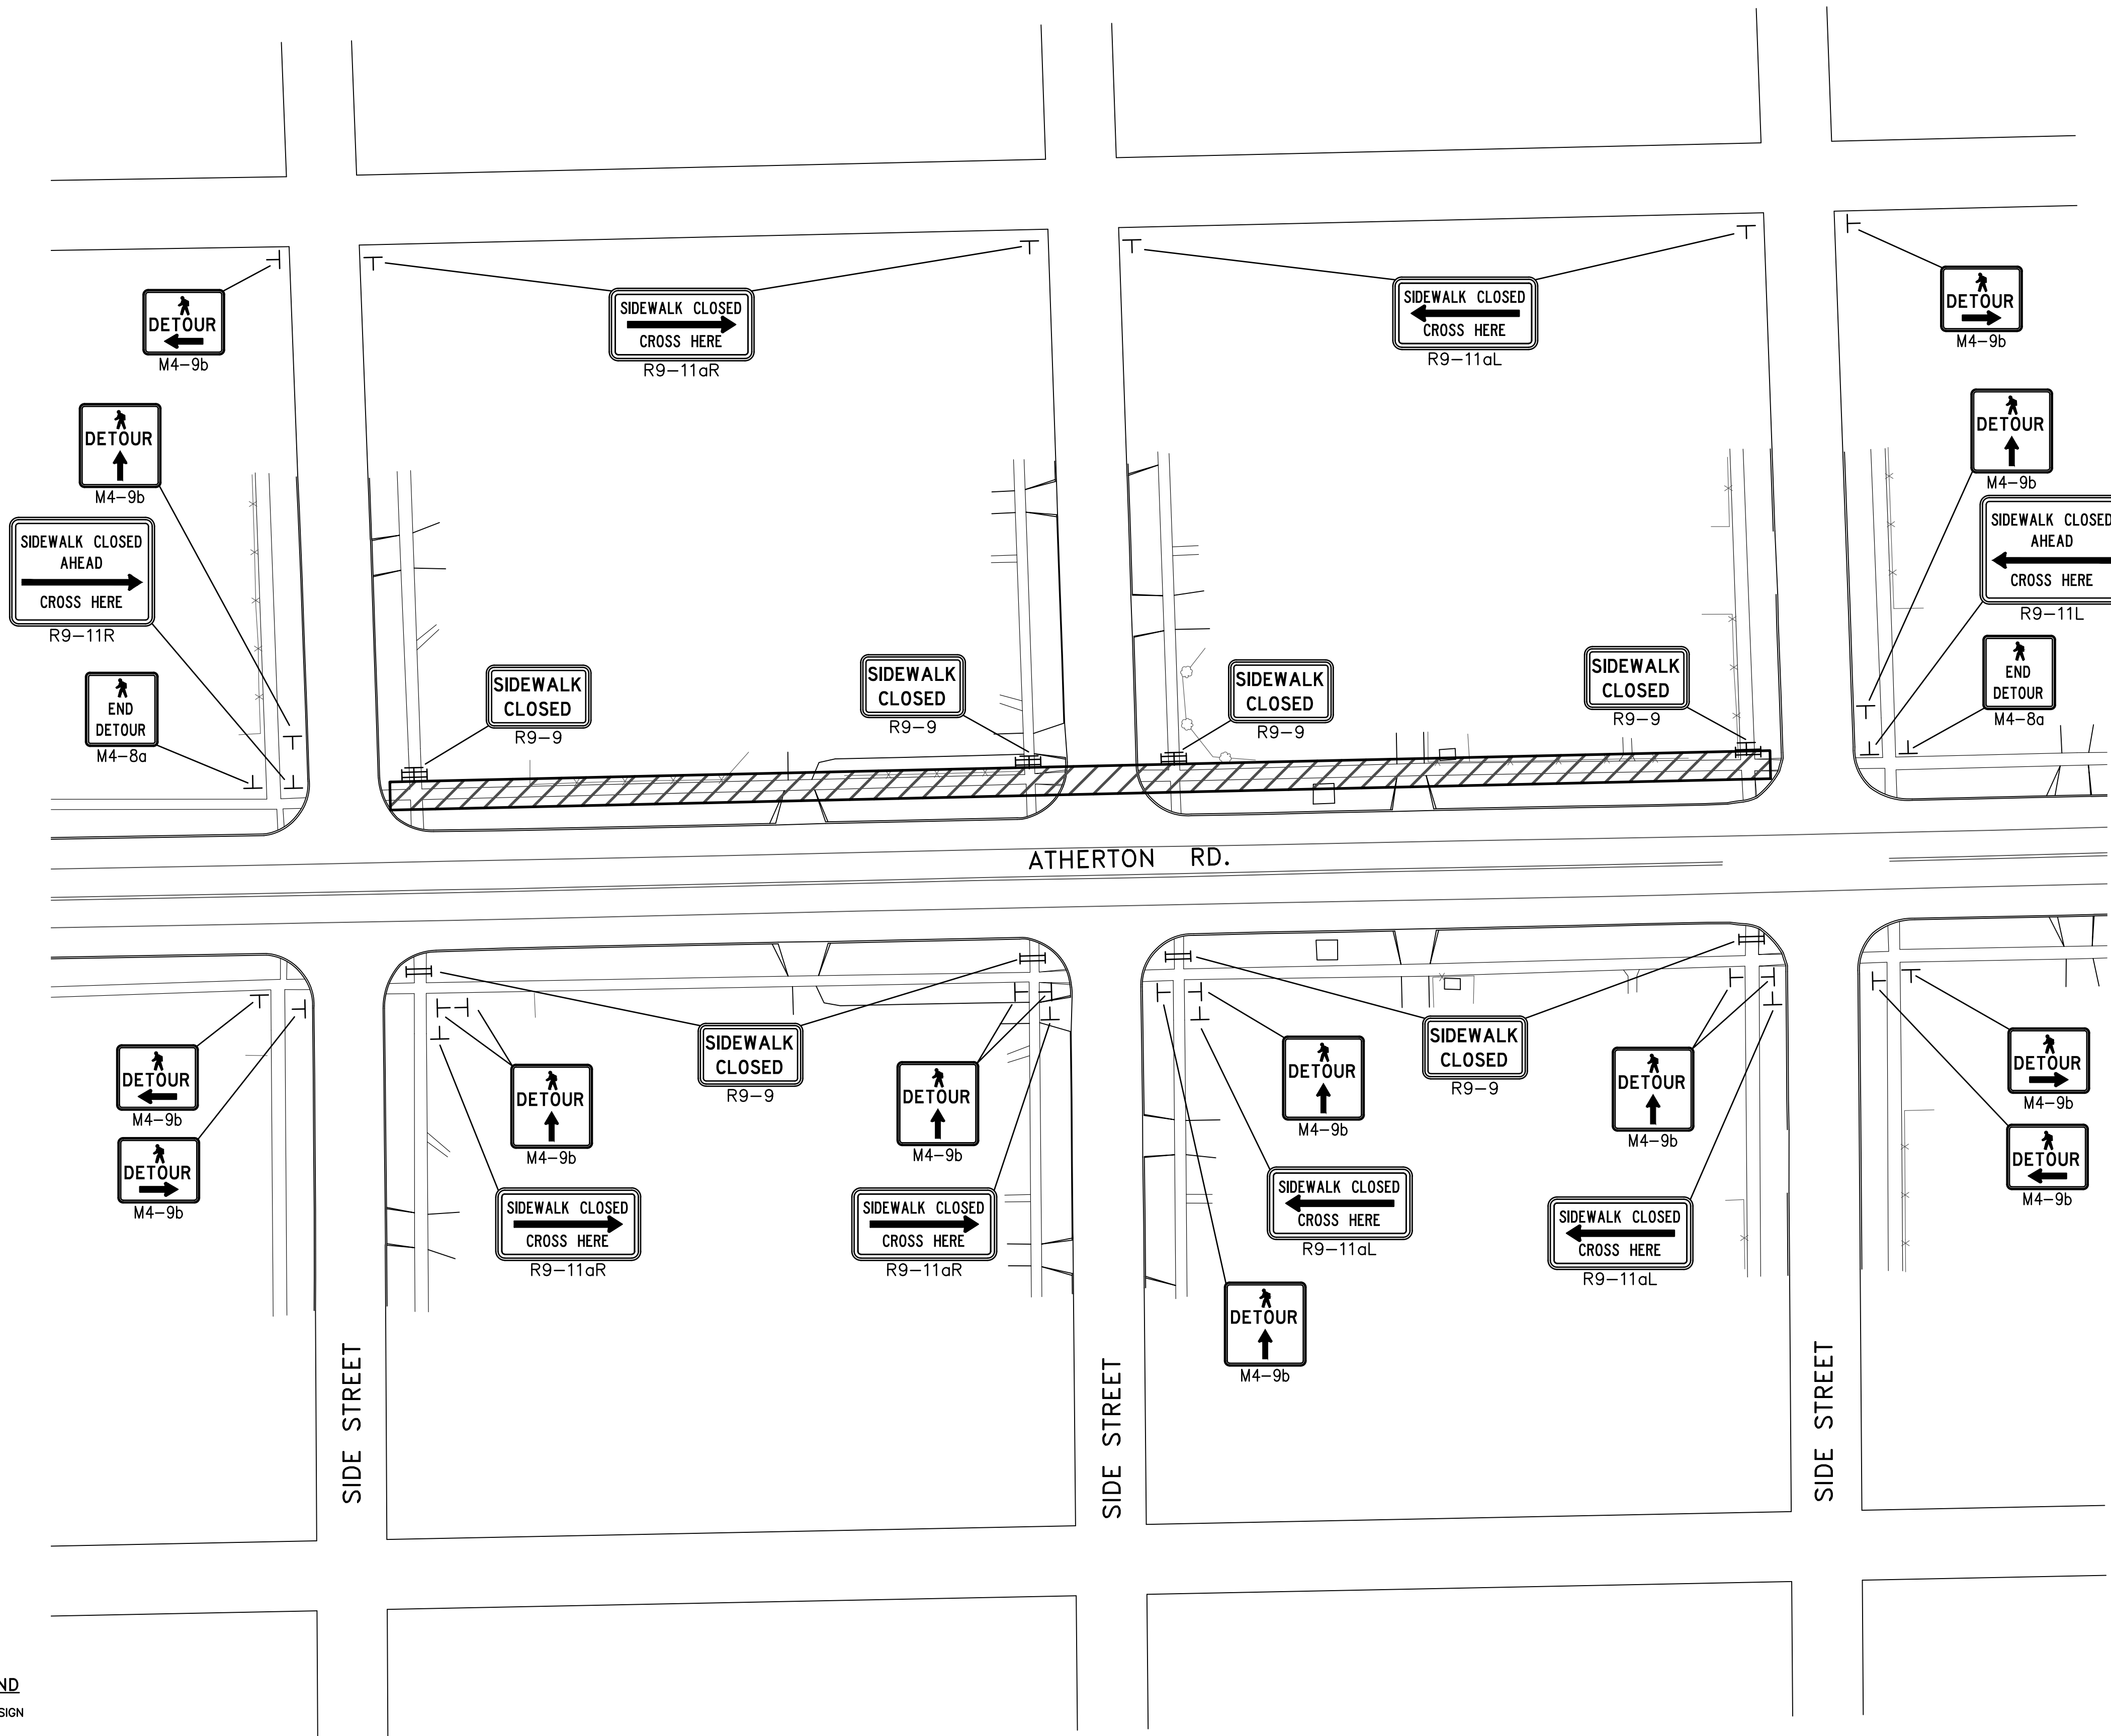 DETOUR
M4-9b
SIDEWALK CLOSED
CROSS HERE
R9-11aR
SIDEWALK CLOSED
CROSS HERE
R9-11aL
DETOUR
M4-9b
DETOUR
M4-9b
DETOUR
M4-9b
SIDEWALK CLOSED
AHEAD
CROSS HERE
R9-11R
SIDEWALK CLOSED
AHEAD
CROSS HERE
R9-11L
END
DETOUR
M4-8a
SIDEWALK
CLOSED
R9-9
SIDEWALK
CLOSED
R9-9
SIDEWALK
CLOSED
R9-9
SIDEWALK
CLOSED
R9-9
END
DETOUR
M4-8a
ATHERTON RD.
DETOUR
M4-9b
DETOUR
M4-9b
DETOUR
M4-9b
SIDEWALK
CLOSED
R9-9
DETOUR
M4-9b
DETOUR
M4-9b
SIDEWALK
CLOSED
R9-9
DETOUR
M4-9b
DETOUR
M4-9b
DETOUR
M4-9b
SIDEWALK CLOSED
CROSS HERE
R9-11aR
SIDEWALK CLOSED
CROSS HERE
R9-11aR
SIDEWALK CLOSED
CROSS HERE
R9-11aL
SIDEWALK CLOSED
CROSS HERE
R9-11aL
DETOUR
M4-9b
SIDE STREET
SIDE STREET
SIDE STREET
ND
SIGN